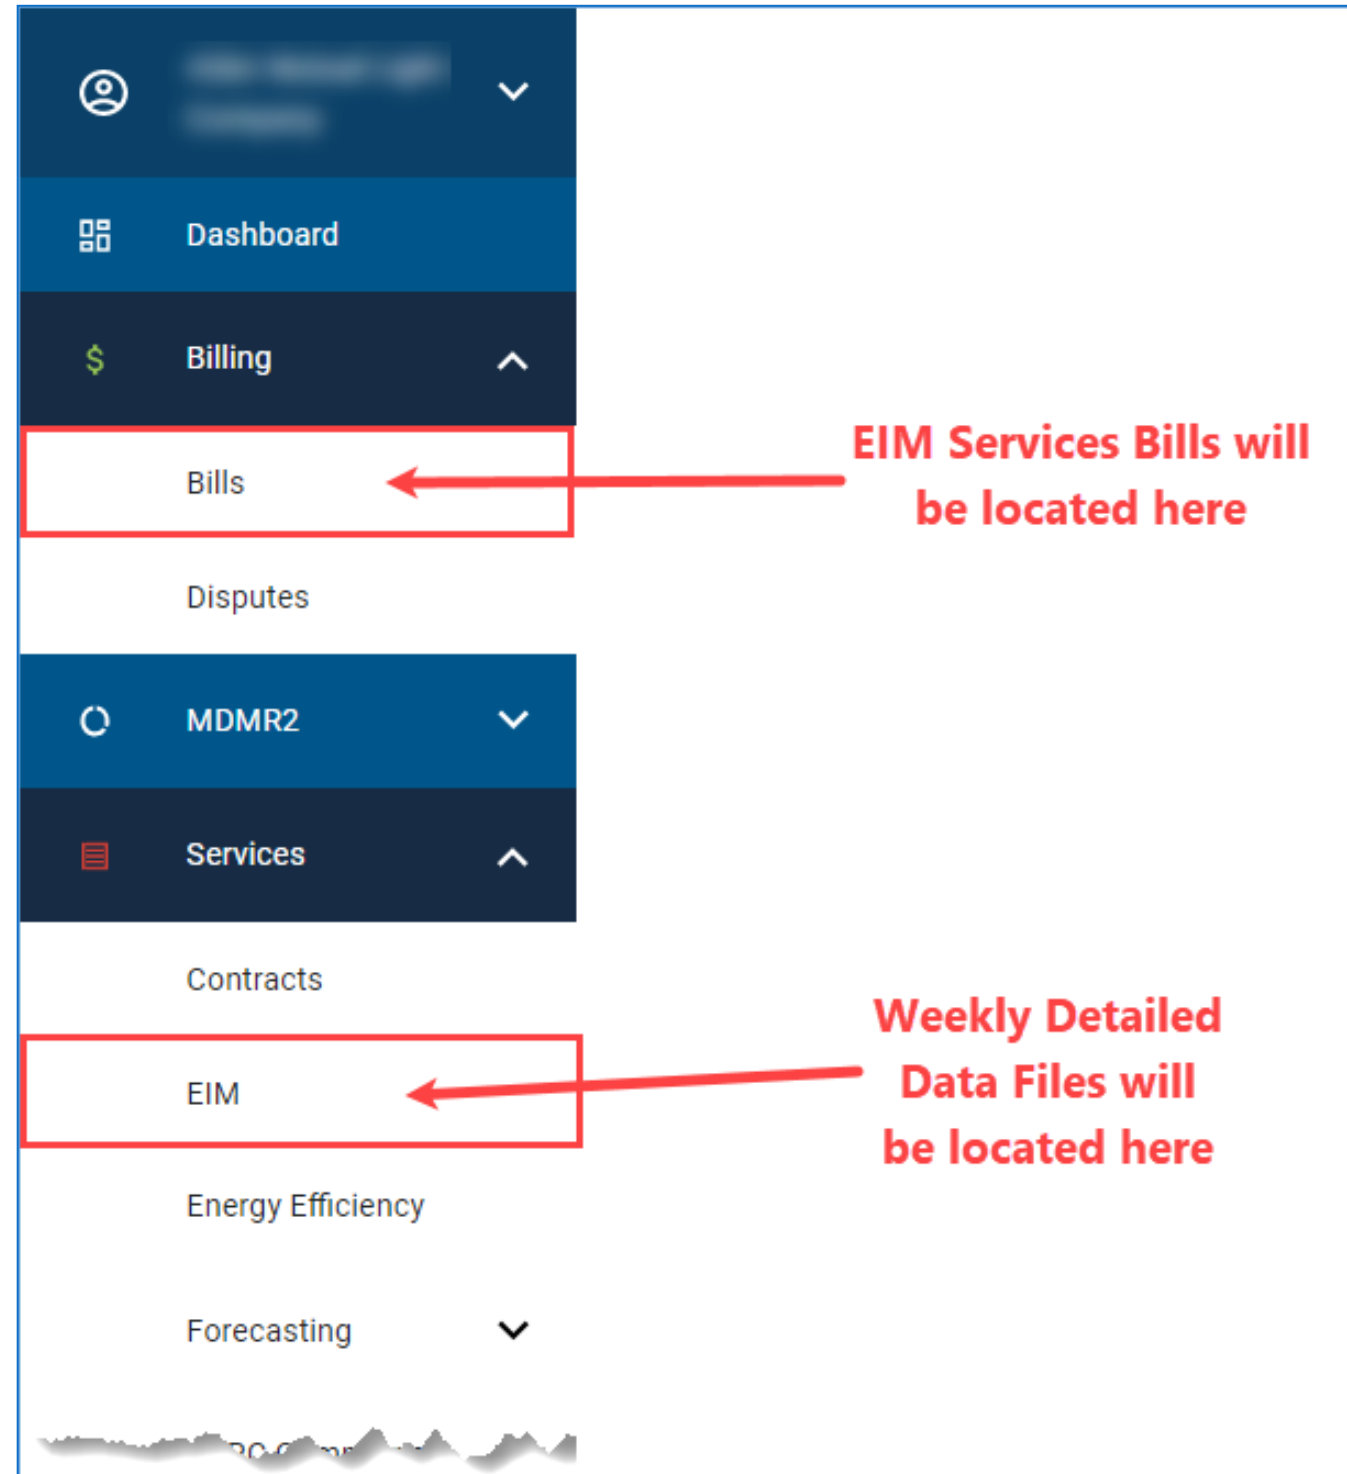 Dashboard
Billing
Bills
EIM Services Bills will
be located here
Disputes
MDMR2
Services
Contracts
EIM
Weekly Detailed
Data Files will
be located here
Energy Efficiency
Forecasting